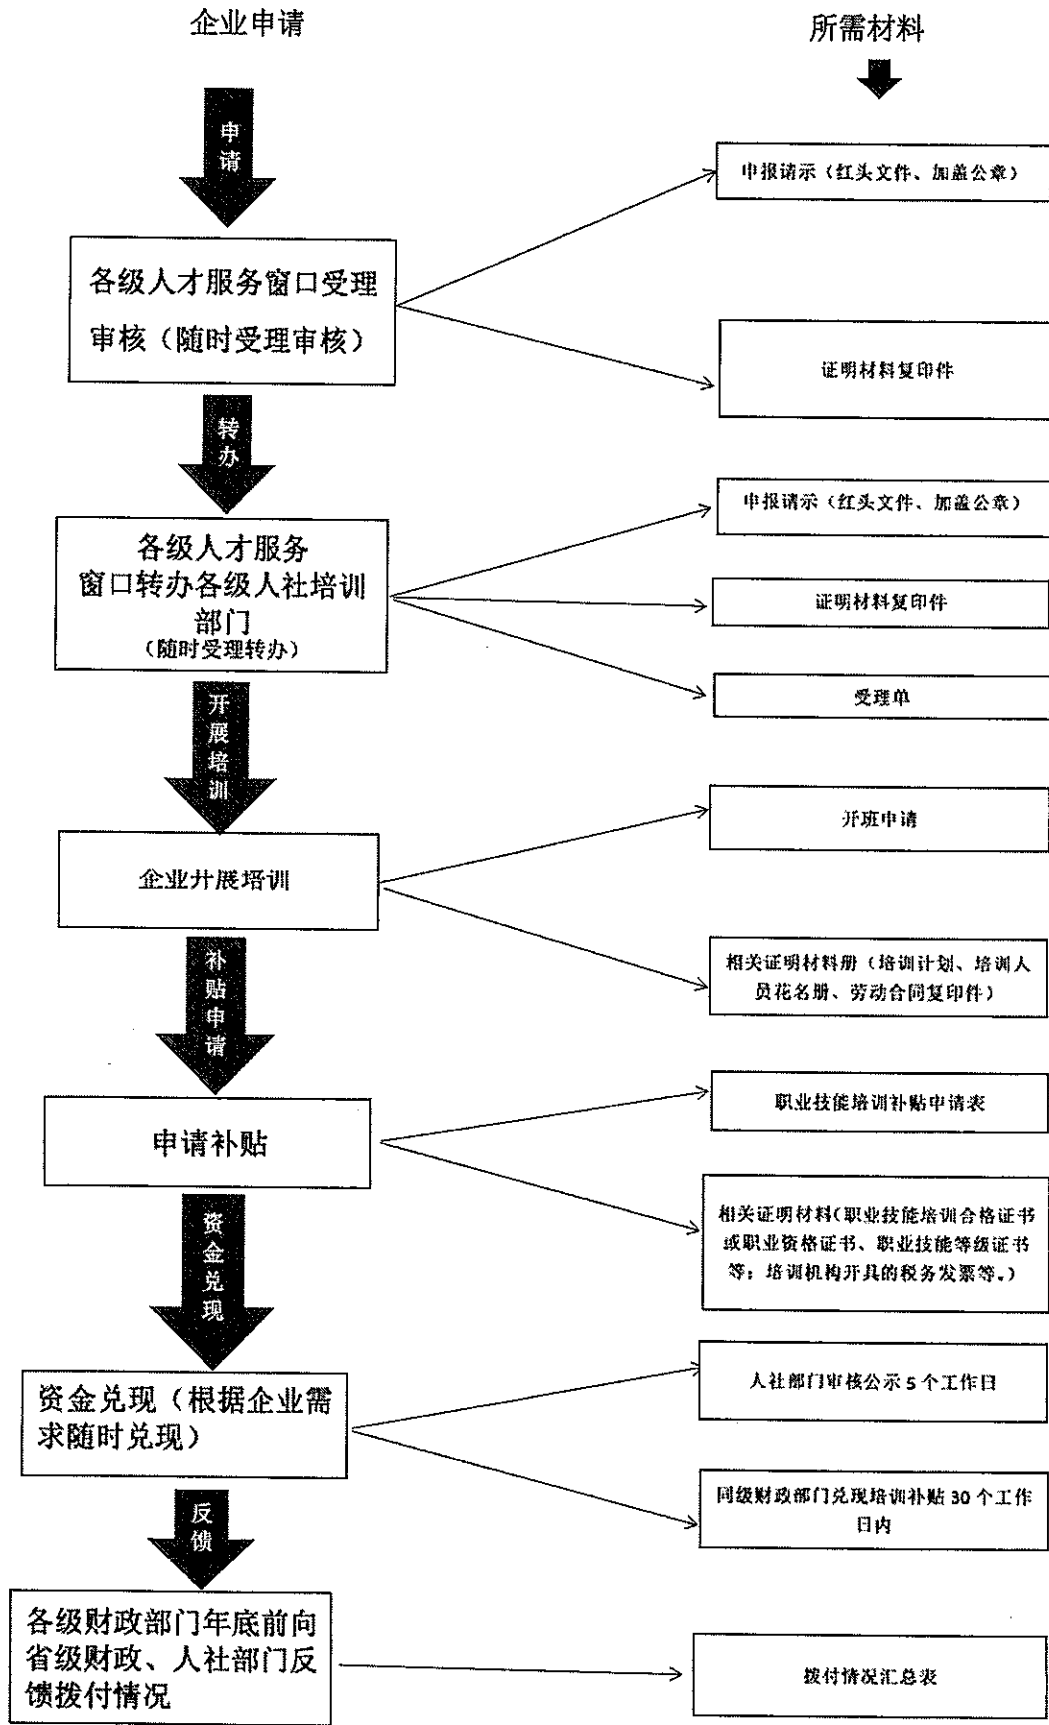 企业申请
所需材料
申请
申报请示（红头文件、加盖公章）
各级人才服务窗口受理
审核（随时受理审核）
证明材料复印件
转办
申报请示（红头文件、加盖公章）
各级人才服务
窗口转办各级人社培训
部门
（随时受理转办）
证明材料复印件
受理单
开展培训
开班申请
企业开展培训
相关证明材料册（培训计划、培训人
员花名册、劳动合同复印件）
补贴申请
职业技能培训补贴申请表
申请补贴
相关证明材料（职业技能培训合格证书
或职业资格证书、职业技能等级证书
等；培训机构开具的税务发票等。）
资金兑现
人社部门审核公示 5 个工作日
资金兑现（根据企业需
求随时兑现）
同级财政部门兑现培训补贴 30 个工作
日内
反馈
各级财政部门年底前向
省级财政、人社部门反
馈拨付情况
拨付情况汇总表